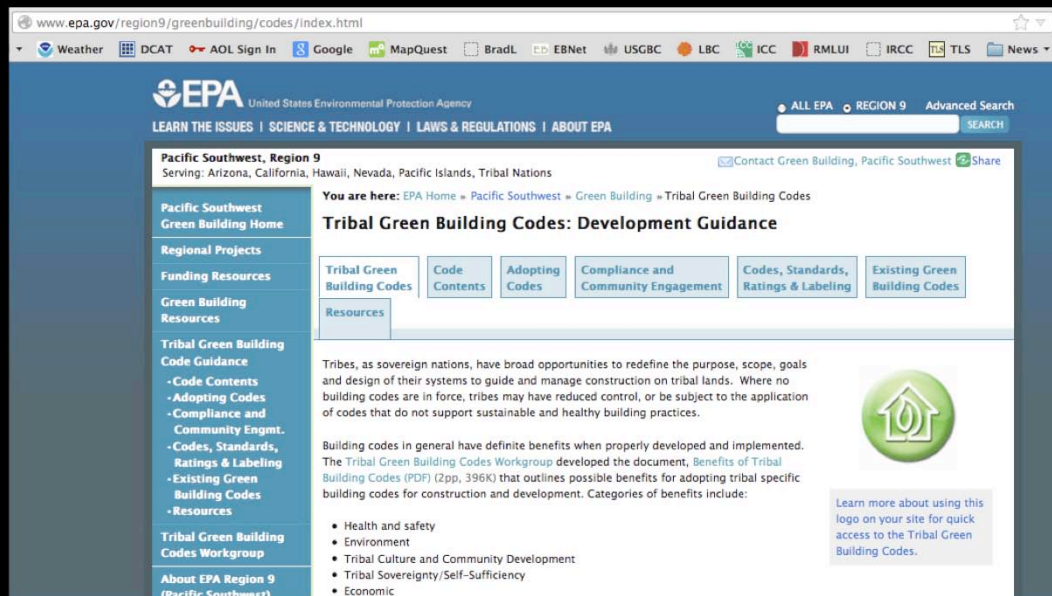 www.epa.gov/region9/greenbuilding/codes/index.html
Weather DCAT AOL Sign In Google MapQuest BradL EBNet USGBC LBC ICC RMLUI IRCC TLS News
EPA United States Environmental Protection Agency
ALL EPA REGION 9 Advanced Search
LEARN THE ISSUES | SCIENCE & TECHNOLOGY | LAWS & REGULATIONS | ABOUT EPA
SEARCH
Pacific Southwest, Region 9
Serving: Arizona, California, Hawaii, Nevada, Pacific Islands, Tribal Nations
Contact Green Building, Pacific Southwest Share
Pacific Southwest
Green Building Home
Regional Projects
Funding Resources
Green Building
Resources
Tribal Green Building
Code Guidance
-Code Contents
-Adopting Codes
-Compliance and
Community Engmt.
-Codes, Standards,
Ratings & Labeling
-Existing Green
Building Codes
-Resources
Tribal Green Building
Codes Workgroup
About EPA Region 9
(Pacific Southwest)
You are here: EPA Home » Pacific Southwest » Green Building » Tribal Green Building Codes
Tribal Green Building Codes: Development Guidance
Tribal Green
Building Codes
Code
Contents
Adopting
Codes
Compliance and
Community Engagement
Codes, Standards,
Ratings & Labeling
Existing Green
Building Codes
Resources
Tribes, as sovereign nations, have broad opportunities to redefine the purpose, scope, goals
and design of their systems to guide and manage construction on tribal lands. Where no
building codes are in force, tribes may have reduced control, or be subject to the application
of codes that do not support sustainable and healthy building practices.
Building codes in general have definite benefits when properly developed and implemented.
The Tribal Green Building Codes Workgroup developed the document, Benefits of Tribal
Building Codes (PDF) (2pp, 396K) that outlines possible benefits for adopting tribal specific
building codes for construction and development. Categories of benefits include:
• Health and safety
• Environment
• Tribal Culture and Community Development
• Tribal Sovereignty/Self-Sufficiency
• Economic
Learn more about using this
logo on your site for quick
access to the Tribal Green
Building Codes.